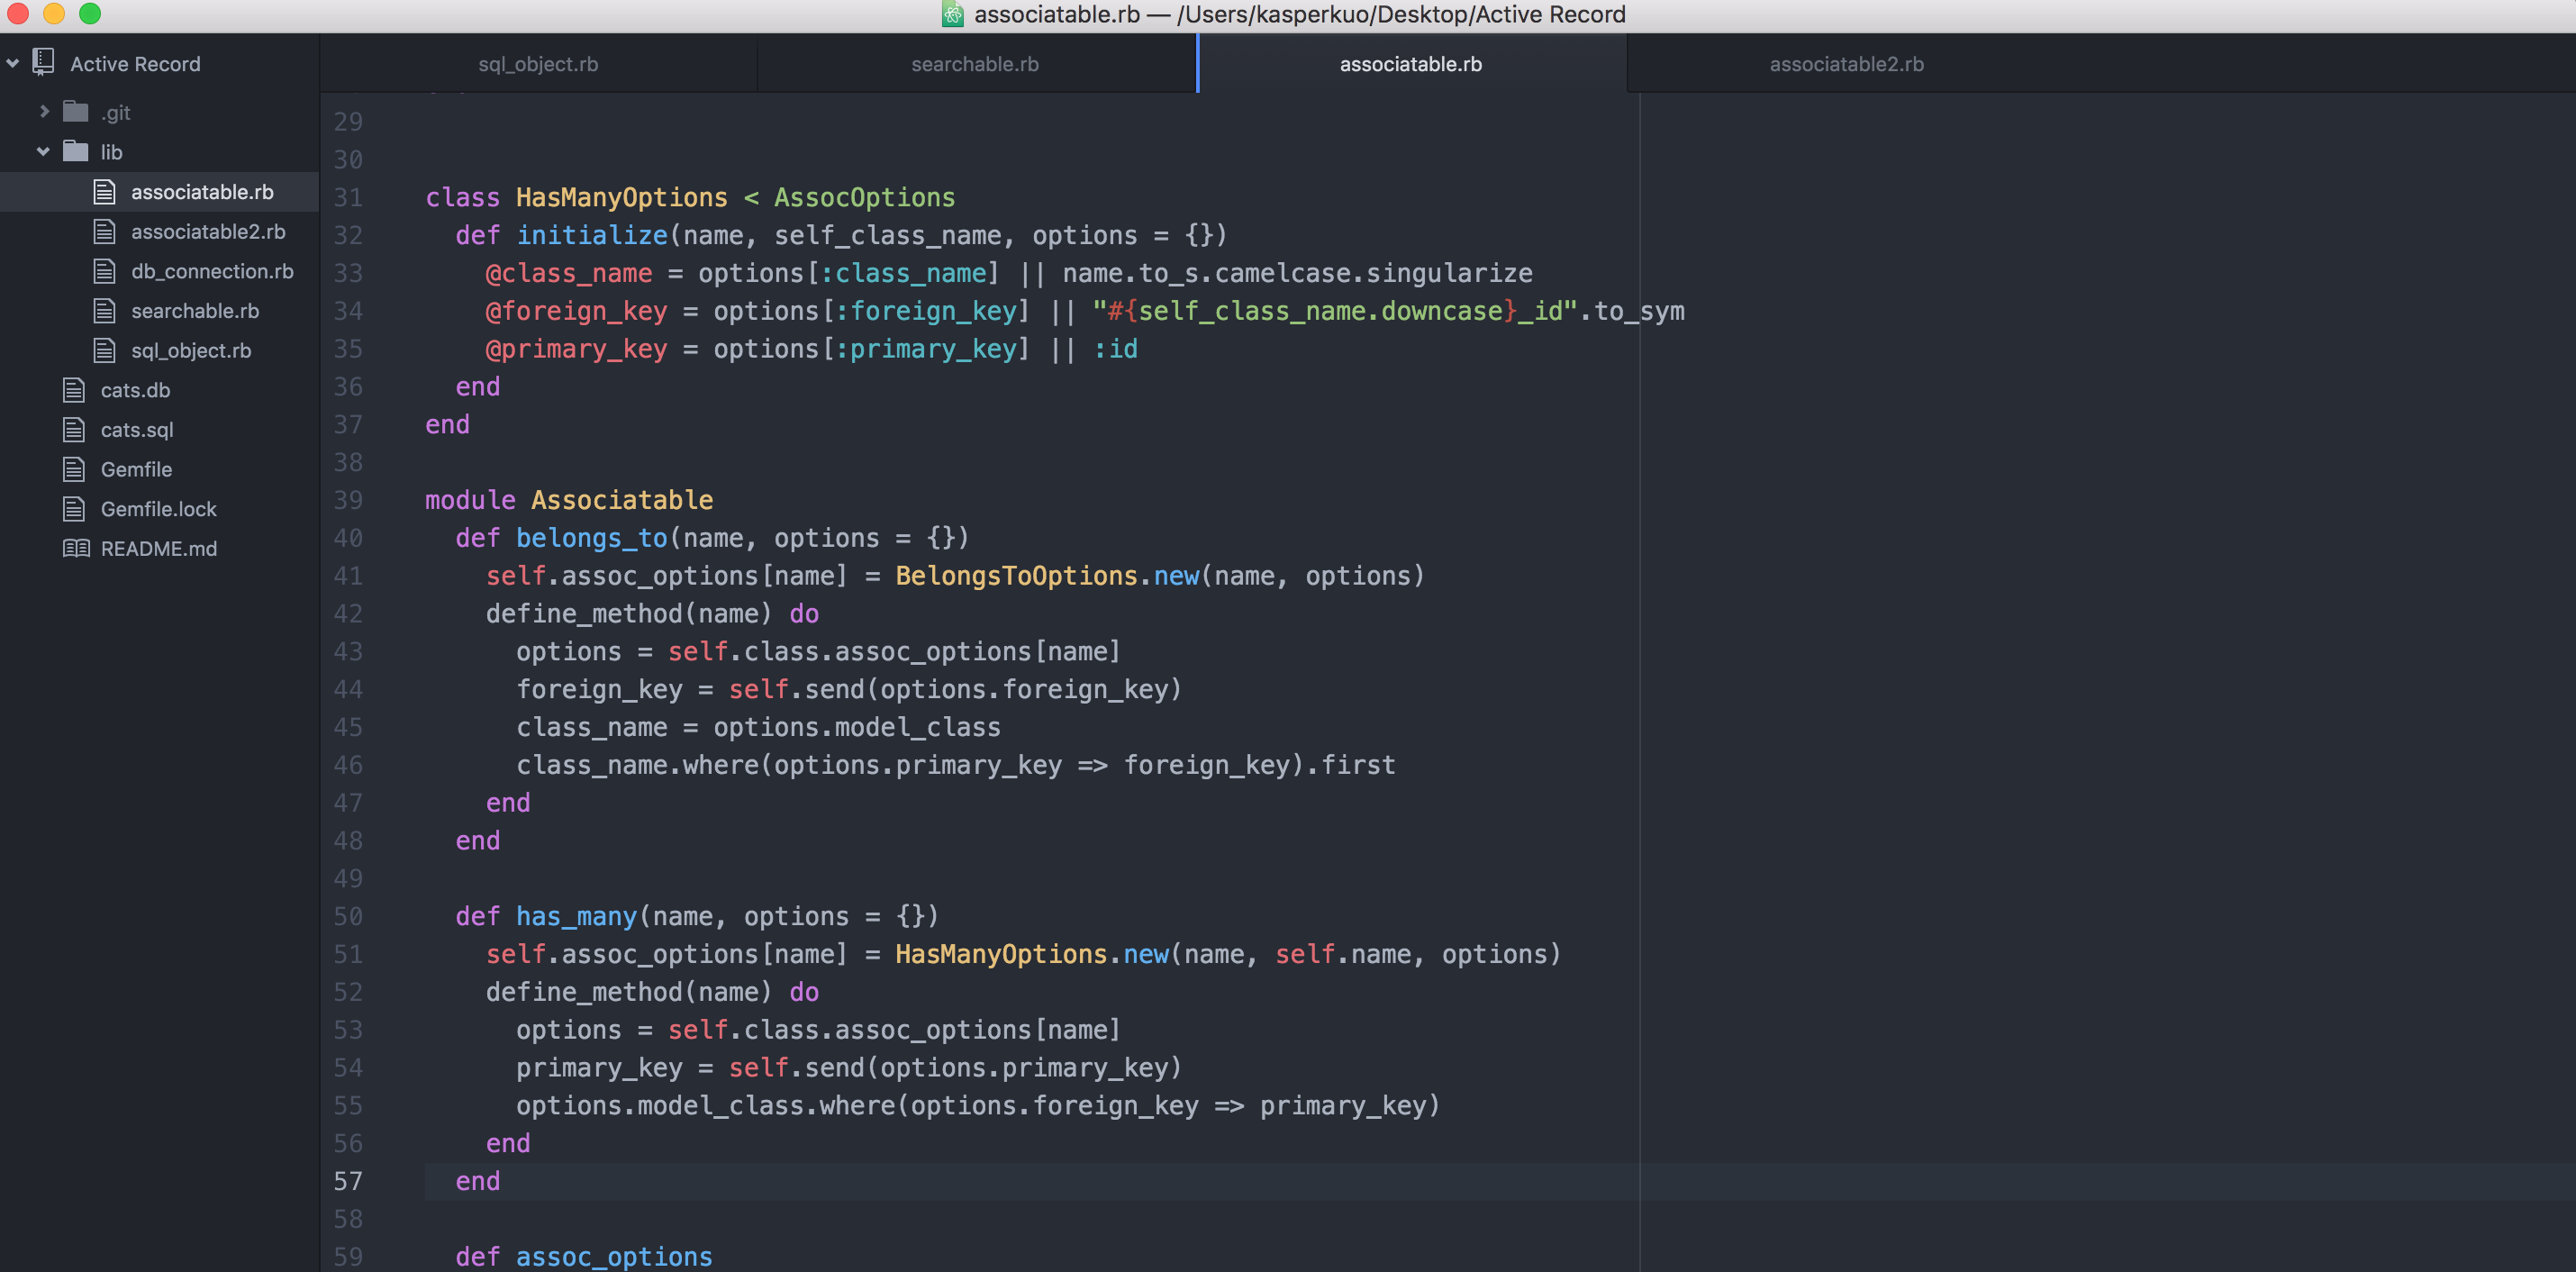 associatable.rb — /Users/kasperkuo/Desktop/Active Record
Active Record
.git
lib
associatable.rb
associatable2.rb
db_connection.rb
searchable.rb
sql_object.rb
cats.db
cats.sql
Gemfile
Gemfile.lock
README.md
sql_object.rb
searchable.rb
associatable.rb
associatable2.rb
29
30
31 class HasManyOptions < AssocOptions
32   def initialize(name, self_class_name, options = {})
33     @class_name = options[:class_name] || name.to_s.camelcase.singularize
34     @foreign_key = options[:foreign_key] || "#{self_class_name.downcase}_id".to_sym
35     @primary_key = options[:primary_key] || :id
36   end
37 end
38
39 module Associatable
40   def belongs_to(name, options = {})
41     self.assoc_options[name] = BelongsToOptions.new(name, options)
42     define_method(name) do
43       options = self.class.assoc_options[name]
44       foreign_key = self.send(options.foreign_key)
45       class_name = options.model_class
46       class_name.where(options.primary_key => foreign_key).first
47     end
48   end
49
50   def has_many(name, options = {})
51     self.assoc_options[name] = HasManyOptions.new(name, self.name, options)
52     define_method(name) do
53       options = self.class.assoc_options[name]
54       primary_key = self.send(options.primary_key)
55       options.model_class.where(options.foreign_key => primary_key)
56     end
57   end
58
59   def assoc_options